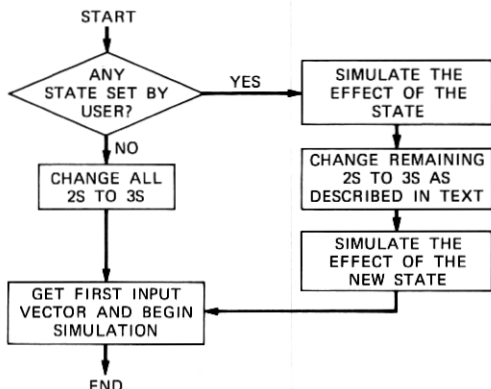 START
ANY
STATE SET BY
USER?
YES
NO
SIMULATE THE
EFFECT OF THE
STATE
CHANGE ALL
2S TO 3S
CHANGE REMAINING
2S TO 3S AS
DESCRIBED IN TEXT
SIMULATE THE
EFFECT OF THE
NEW STATE
GET FIRST INPUT
VECTOR AND BEGIN
SIMULATION
END